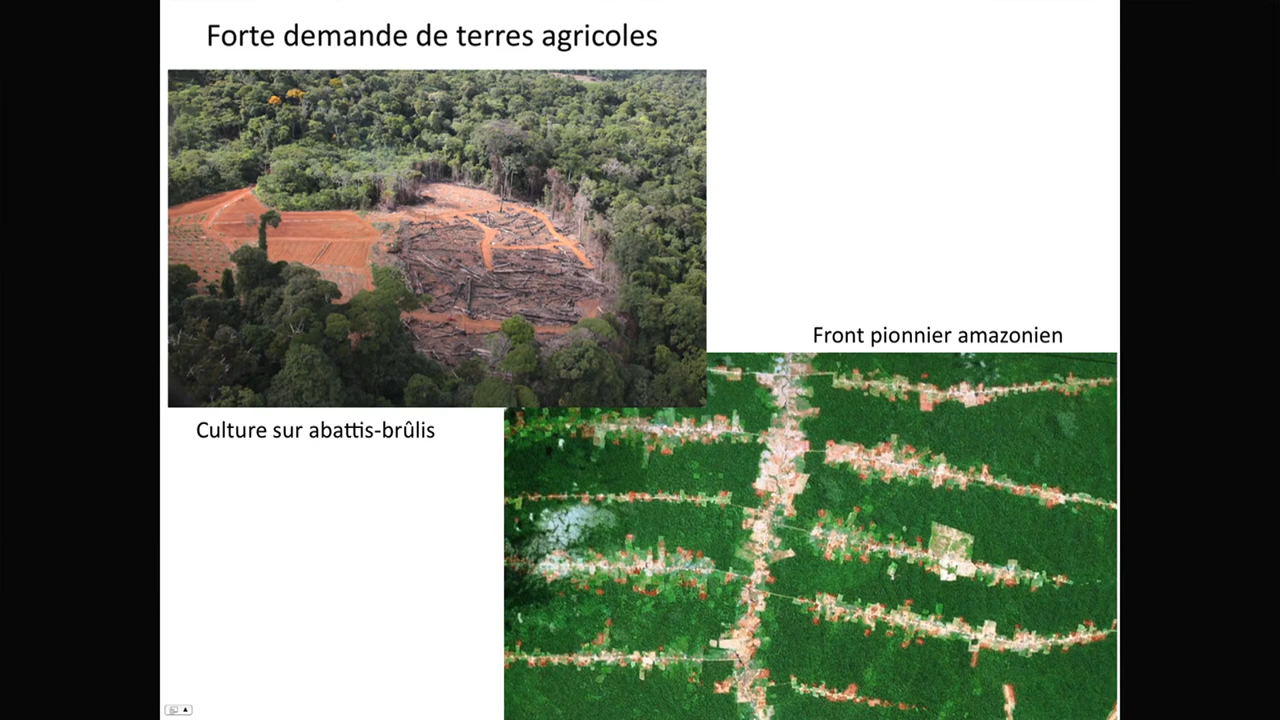 Forte demande de terres agricoles
Front pionnier amazonien
Culture sur abattis-brûlis